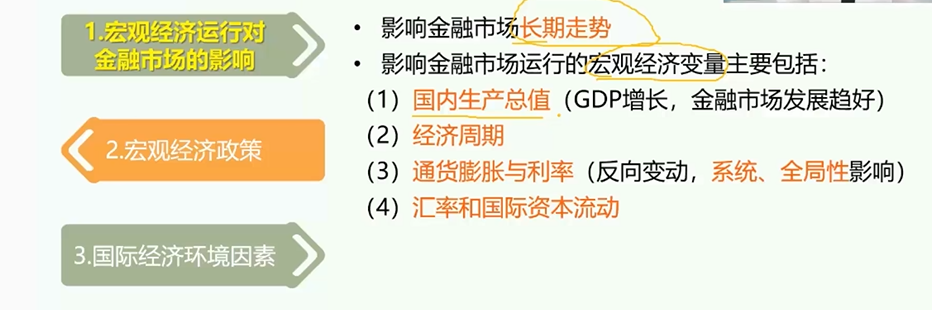 1.宏观经济运行对
金融市场的影响
2.宏观经济政策
3.国际经济环境因素
• 影响金融市场长期走势
• 影响金融市场运行的宏观经济变量主要包括：
（1）国内生产总值（GDP增长，金融市场发展趋好）
（2）经济周期
（3）通货膨胀与利率（反向变动，系统、全局性影响）
（4）汇率和国际资本流动